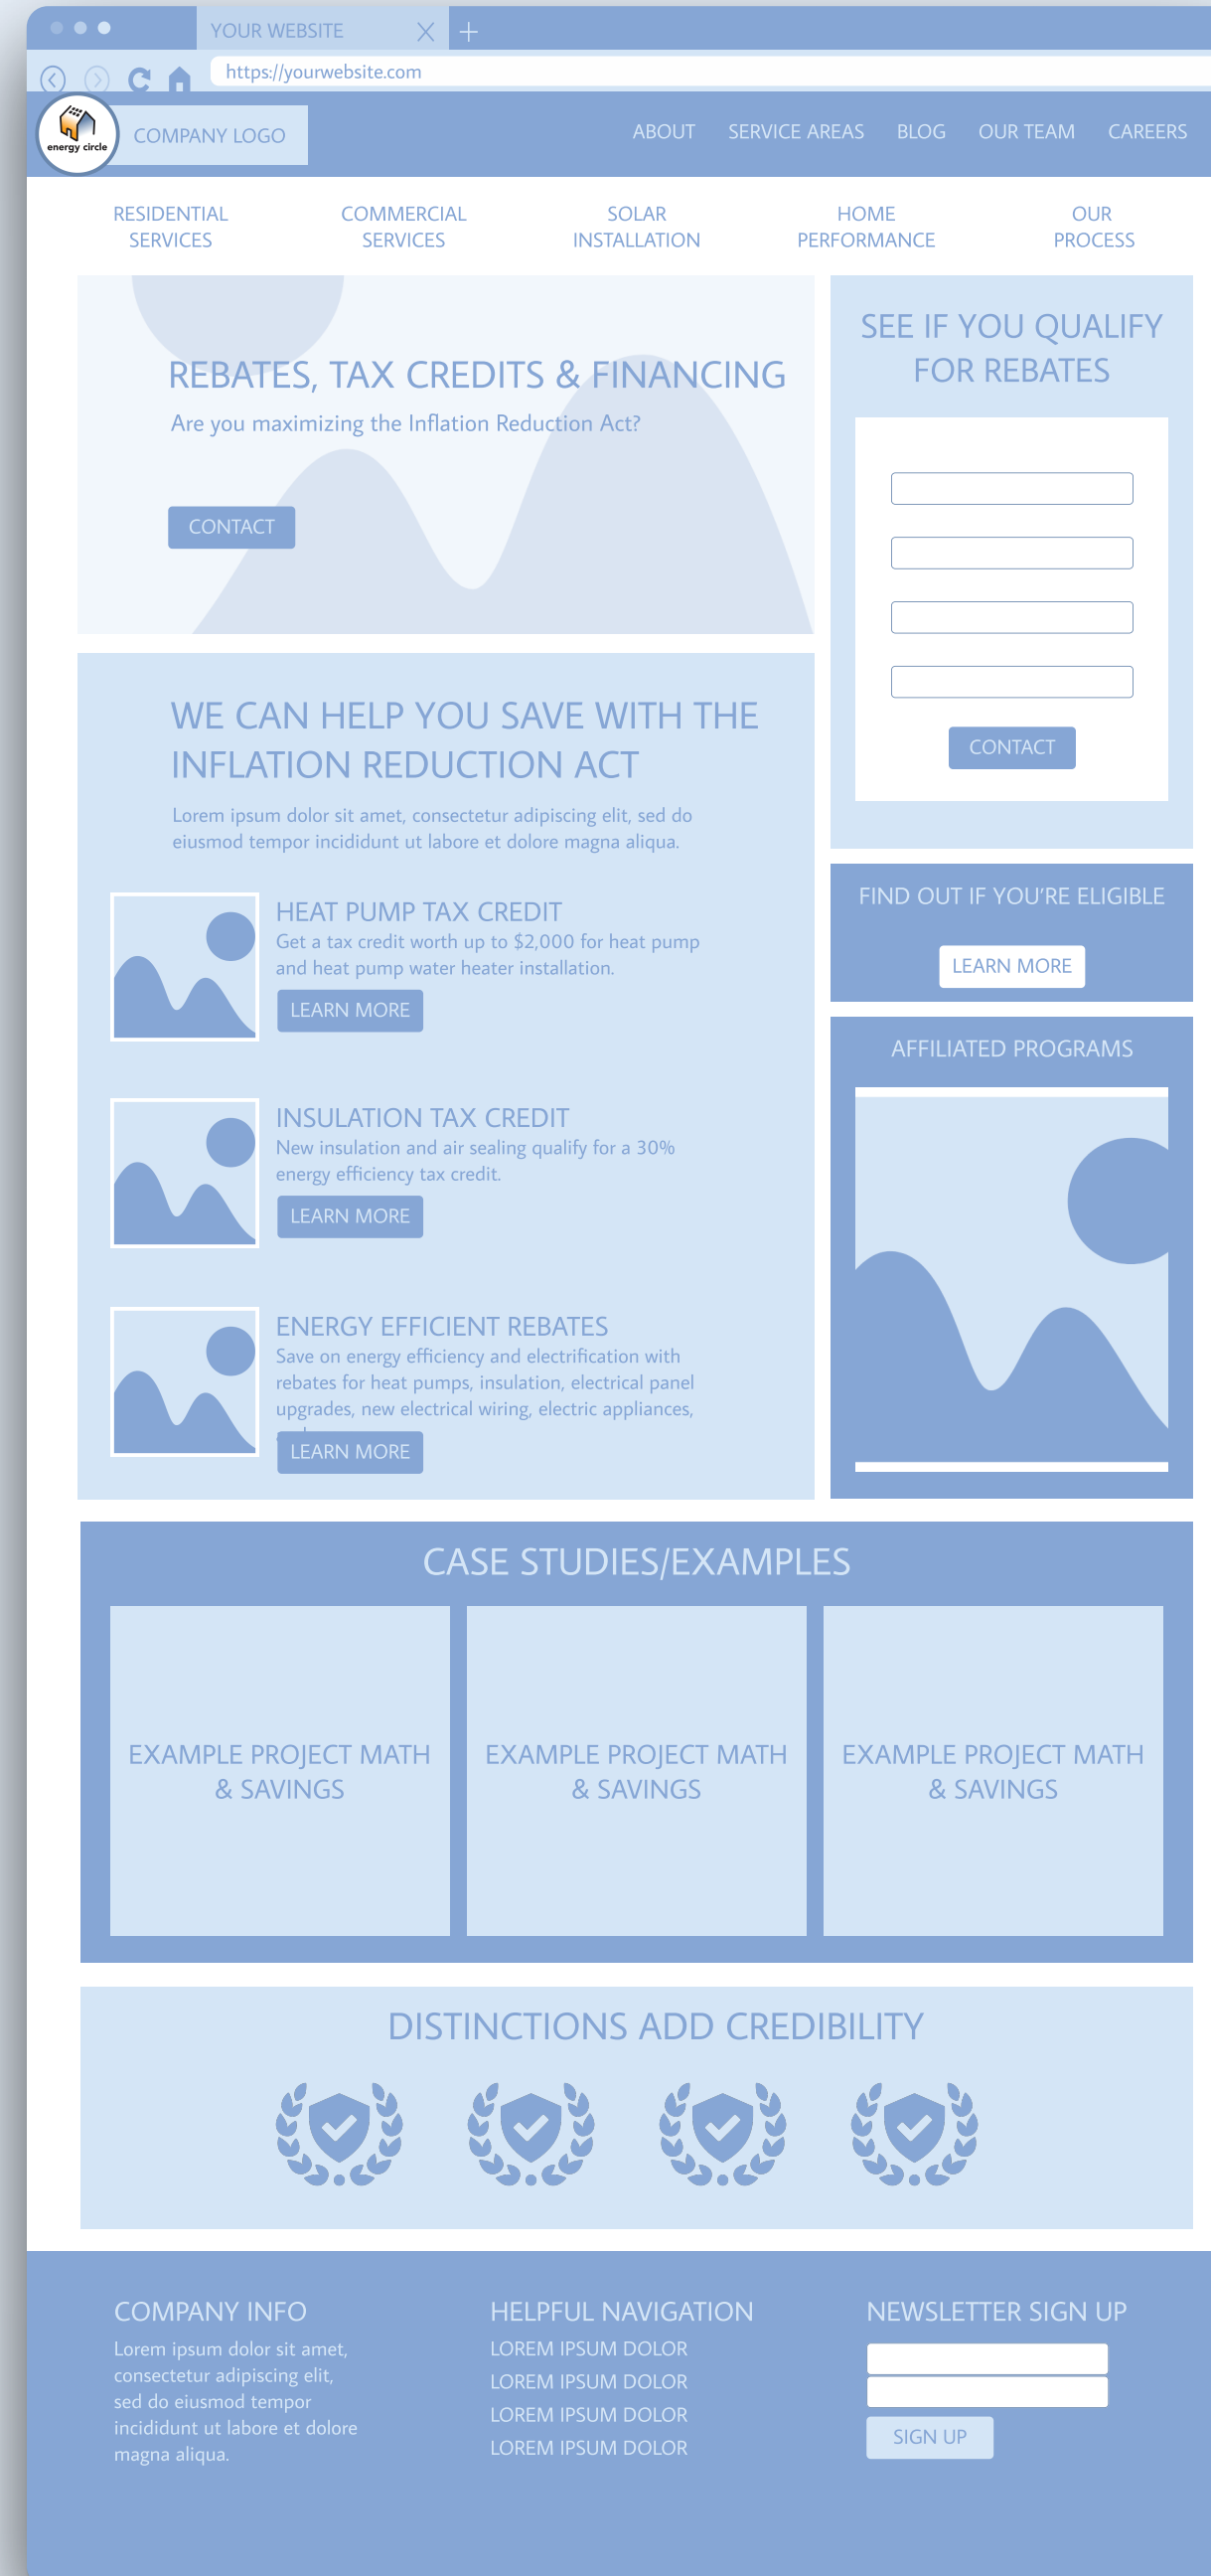 YOUR WEBSITE
https://yourwebsite.com
energy circle
COMPANY LOGO
ABOUT SERVICE AREAS BLOG OUR TEAM CAREERS
RESIDENTIAL
SERVICES
COMMERCIAL
SERVICES
SOLAR
INSTALLATION
HOME
PERFORMANCE
OUR
PROCESS
REBATES, TAX CREDITS & FINANCING
Are you maximizing the Inflation Reduction Act?
CONTACT
SEE IF YOU QUALIFY
FOR REBATES
CONTACT
WE CAN HELP YOU SAVE WITH THE
INFLATION REDUCTION ACT
Lorem ipsum dolor sit amet, consectetur adipiscing elit, sed do
eiusmod tempor incididunt ut labore et dolore magna aliqua.
HEAT PUMP TAX CREDIT
Get a tax credit worth up to $2,000 for heat pump
and heat pump water heater installation.
LEARN MORE
INSULATION TAX CREDIT
New insulation and air sealing qualify for a 30%
energy efficiency tax credit.
LEARN MORE
ENERGY EFFICIENT REBATES
Save on energy efficiency and electrification with
rebates for heat pumps, insulation, electrical panel
upgrades, new electrical wiring, electric appliances,
LEARN MORE
FIND OUT IF YOU'RE ELIGIBLE
LEARN MORE
AFFILIATED PROGRAMS
CASE STUDIES/EXAMPLES
EXAMPLE PROJECT MATH
& SAVINGS
EXAMPLE PROJECT MATH
& SAVINGS
EXAMPLE PROJECT MATH
& SAVINGS
DISTINCTIONS ADD CREDIBILITY
COMPANY INFO
Lorem ipsum dolor sit amet,
consectetur adipiscing elit,
sed do eiusmod tempor
incididunt ut labore et dolore
magna aliqua.
HELPFUL NAVIGATION
LOREM IPSUM DOLOR
LOREM IPSUM DOLOR
LOREM IPSUM DOLOR
LOREM IPSUM DOLOR
NEWSLETTER SIGN UP
SIGN UP